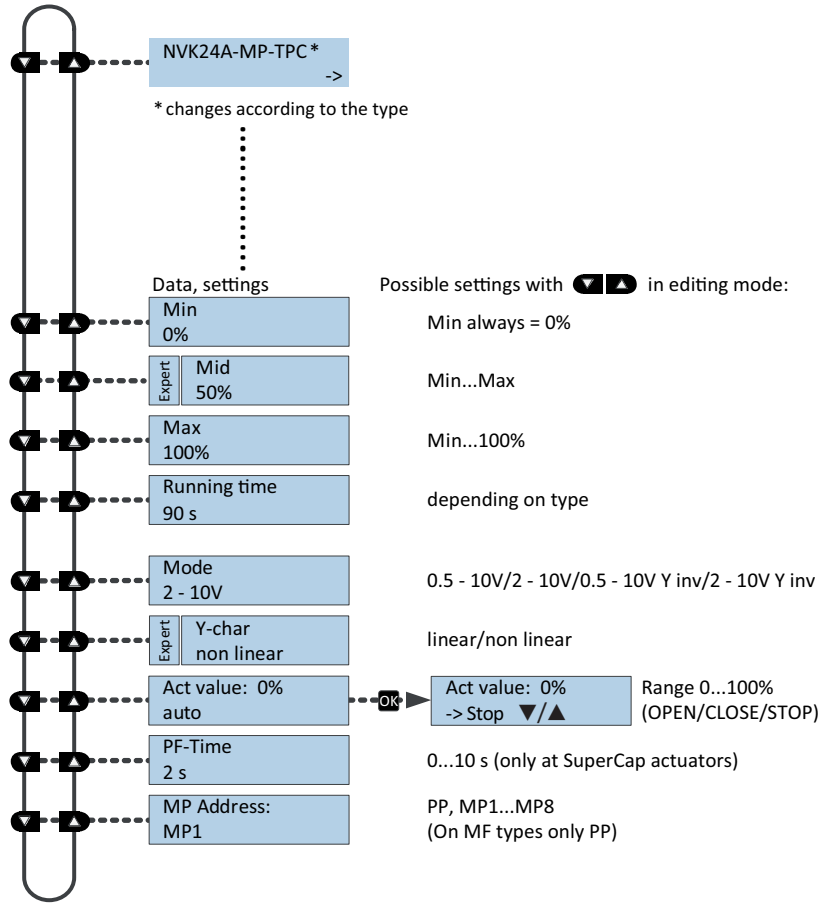 NVK24A-MP-TPC*
->
* changes according to the type
Data, settings
Possible settings with ▼ ▲ in editing mode:
Min
0%
Min always = 0%
Expert
Mid
50%
Min...Max
Max
100%
Min...100%
Running time
90 s
depending on type
Mode
2 - 10V
0.5 - 10V/2 - 10V/0.5 - 10V Y inv/2 - 10V Y inv
Expert
Y-char
non linear
linear/non linear
Act value: 0%
auto
OK
Act value: 0%
-> Stop ▼/▲
Range 0...100%
(OPEN/CLOSE/STOP)
PF-Time
2 s
0...10 s (only at SuperCap actuators)
MP Address:
MP1
PP, MP1...MP8
(On MF types only PP)